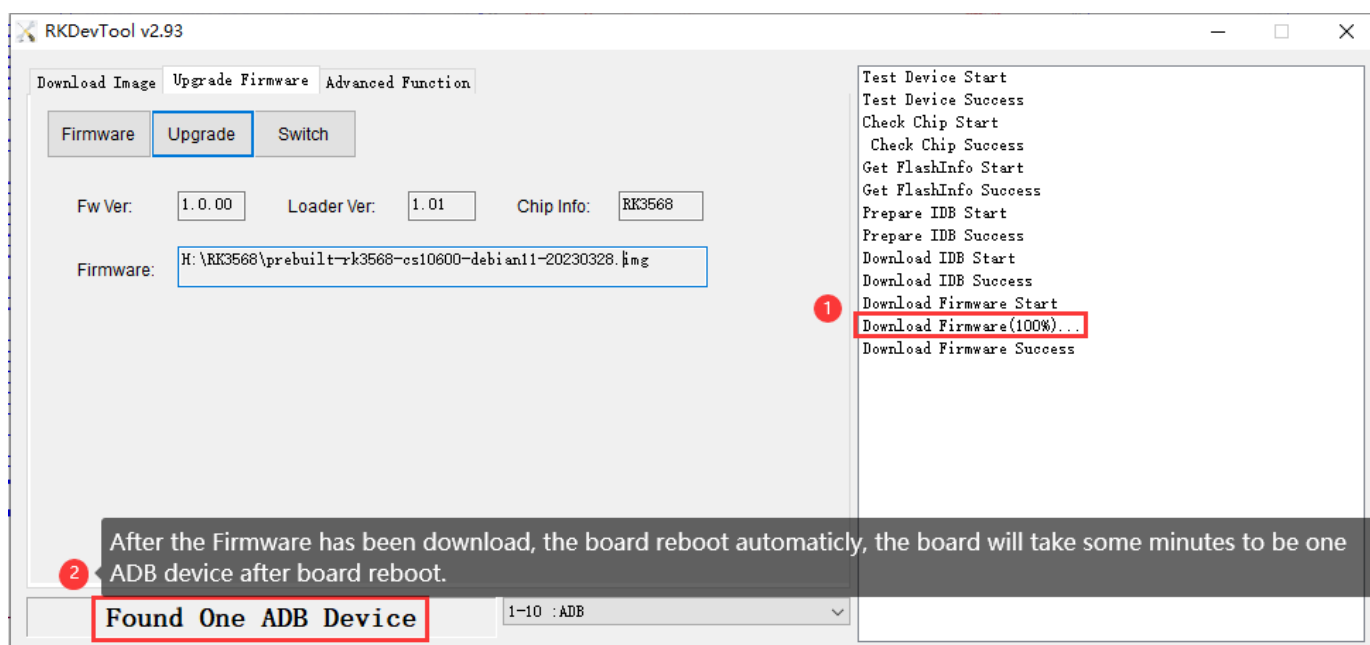 RKDevTool v2.93
Download Image Upgrade Firmware Advanced Function
Firmware Upgrade Switch
Fw Ver: 1.0.00 Loader Ver: 1.01 Chip Info: RK3568
Firmware: H:\RK3568\prebuilt-rk3568-cs10600-debian11-20230328.img
Test Device Start
Test Device Success
Check Chip Start
Check Chip Success
Get FlashInfo Start
Get FlashInfo Success
Prepare IDB Start
Prepare IDB Success
Download IDB Start
Download IDB Success
Download Firmware Start
1
Download Firmware(100%)...
Download Firmware Success
After the Firmware has been download, the board reboot automaticly, the board will take some minutes to be one
2 ADB device after board reboot.
Found One ADB Device
1-10 :ADB